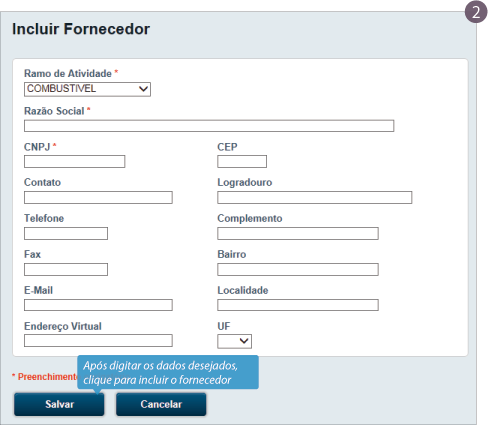 2
Incluir Fornecedor
Ramo de Atividade *
COMBUSTIVEL
Razão Social *
CNPJ * CEP
Contato Logradouro
Telefone Complemento
Fax Bairro
E-Mail Localidade
Endereço Virtual UF
* Preenchimento
Após digitar os dados desejados,
clique para incluir o fornecedor
Salvar Cancelar